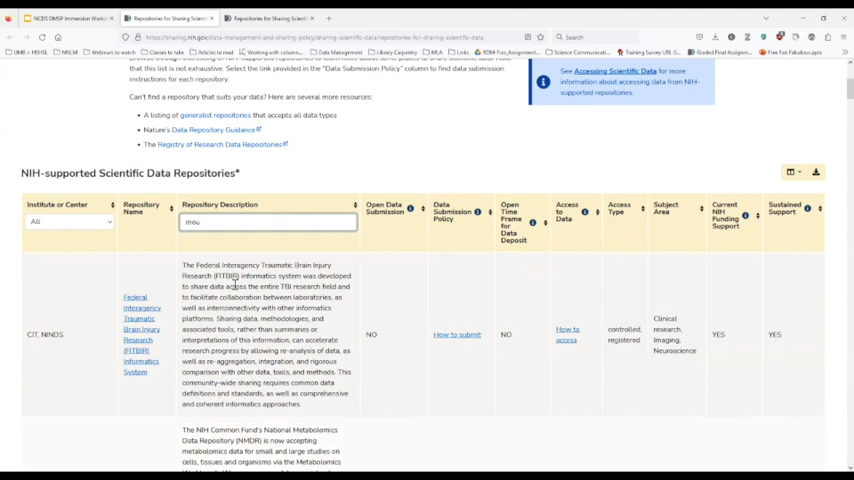 NCDS DMSP Immersion Works
Repositories for Sharing Scienti
Repositories for Sharing Scient
https://sharing.nih.gov/data-management-and-sharing-policy/sharing-scientific-data/repositories-for-sharing-scientific-data
Search
UMB + HSHSL
NNLM
Webinars to watch
Classes to take
Articles to read
Working with column...
Data Management
Library Carpentry
MLA
Links
RDM-Fun_Assignment...
Science Communicati...
Training Survey URL G...
Graded Final Assignm...
Free Fair Fabulous.pptx
that this list is not exhaustive. Select the link provided in the "Data Submission Policy" column to find data submission
instructions for each repository
Can't find a repository that suits your data? Here are several more resources:
• A listing of generalist repositories that accepts all data types
• Nature's Data Repository Guidance
• The Registry of Research Data Repositories
See Accessing Scientific Data for more
information about accessing data from NIH-
supported repositories.
NIH-supported Scientific Data Repositories*
Institute or Center
All
Repository
Name
Repository Description
mou
Open Data
Submission
Data
Submission
Policy
Open
Time
Frame
for
Data
Deposit
Access
to
Data
Access
Type
Subject
Area
Current
NIH
Funding
Support
Sustained
Support
CIT, NINDS
Federal
Interagency
Traumatic
Brain Injury
Research
(FITBIR)
Informatics
System
The Federal Interagency Traumatic Brain Injury
Research (FITBIR) informatics system was developed
to share data across the entire TBI research field and
to facilitate collaboration between laboratories, as
well as interconnectivity with other informatics
platforms. Sharing data, methodologies, and
associated tools, rather than summaries or
interpretations of this information, can accelerate
research progress by allowing re-analysis of data, as
well as re-aggregation, integration, and rigorous
comparison with other data, tools, and methods. This
community-wide sharing requires common data
definitions and standards, as well as comprehensive
and coherent informatics approaches.
NO
How to submit
NO
How to
access
controlled,
registered
Clinical
research,
Imaging,
Neuroscience
YES
YES
The NIH Common Fund's National Metabolomics
Data Repository (NMDR) is now accepting
metabolomics data for small and large studies on
cells, tissues and organisms via the Metabolomics